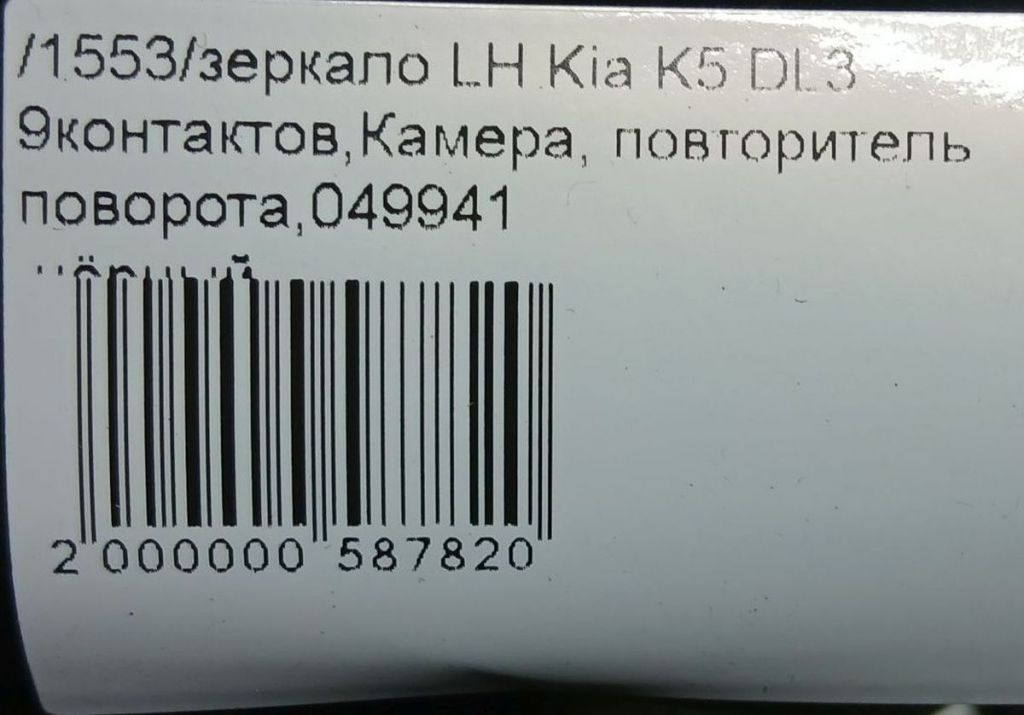 /1553/зеркало LH Kia K5 DL3
9контактов,Камера, повторитель
поворота,049941
2 000000 587820